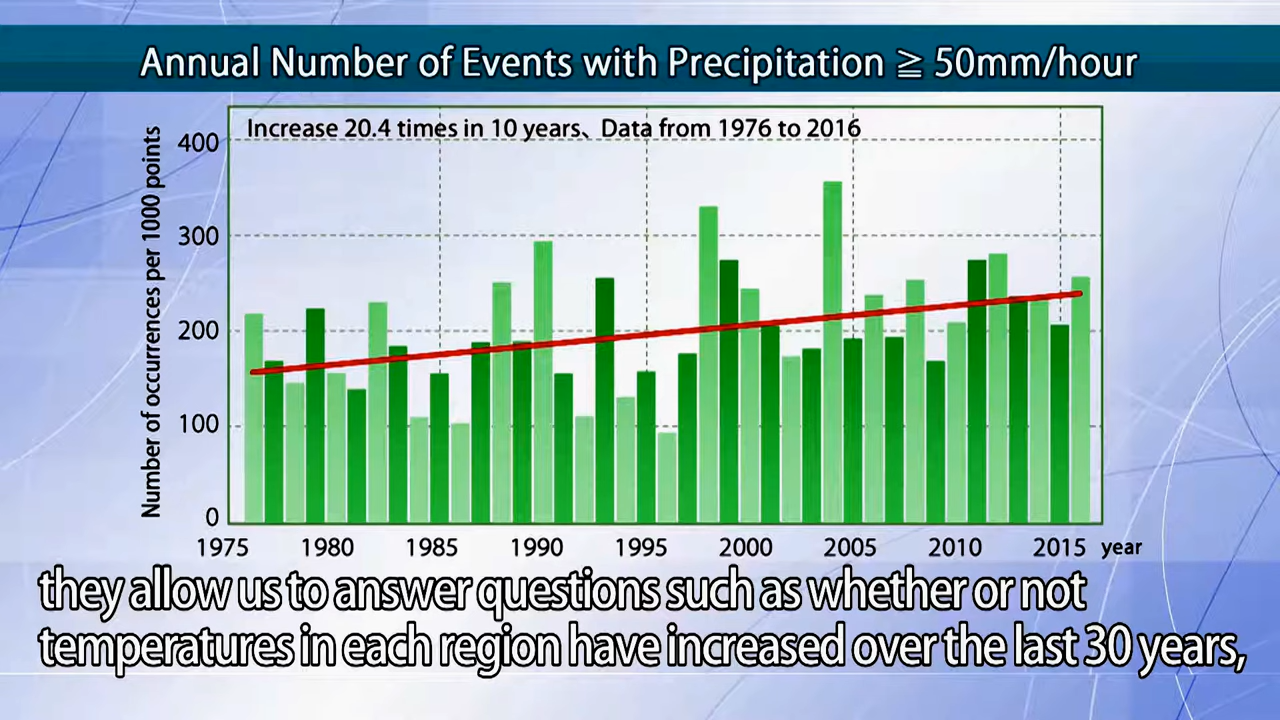 Annual Number of Events with Precipitation ≧ 50mm/hour
Increase 20.4 times in 10 years、Data from 1976 to 2016
Number of occurrences per 1000 points
400
300
200
100
0
1975 1980 1985 1990 1995 2000 2005 2010 2015 year
they allow us to answer questions such as whether or not
temperatures in each region have increased over the last 30 years,